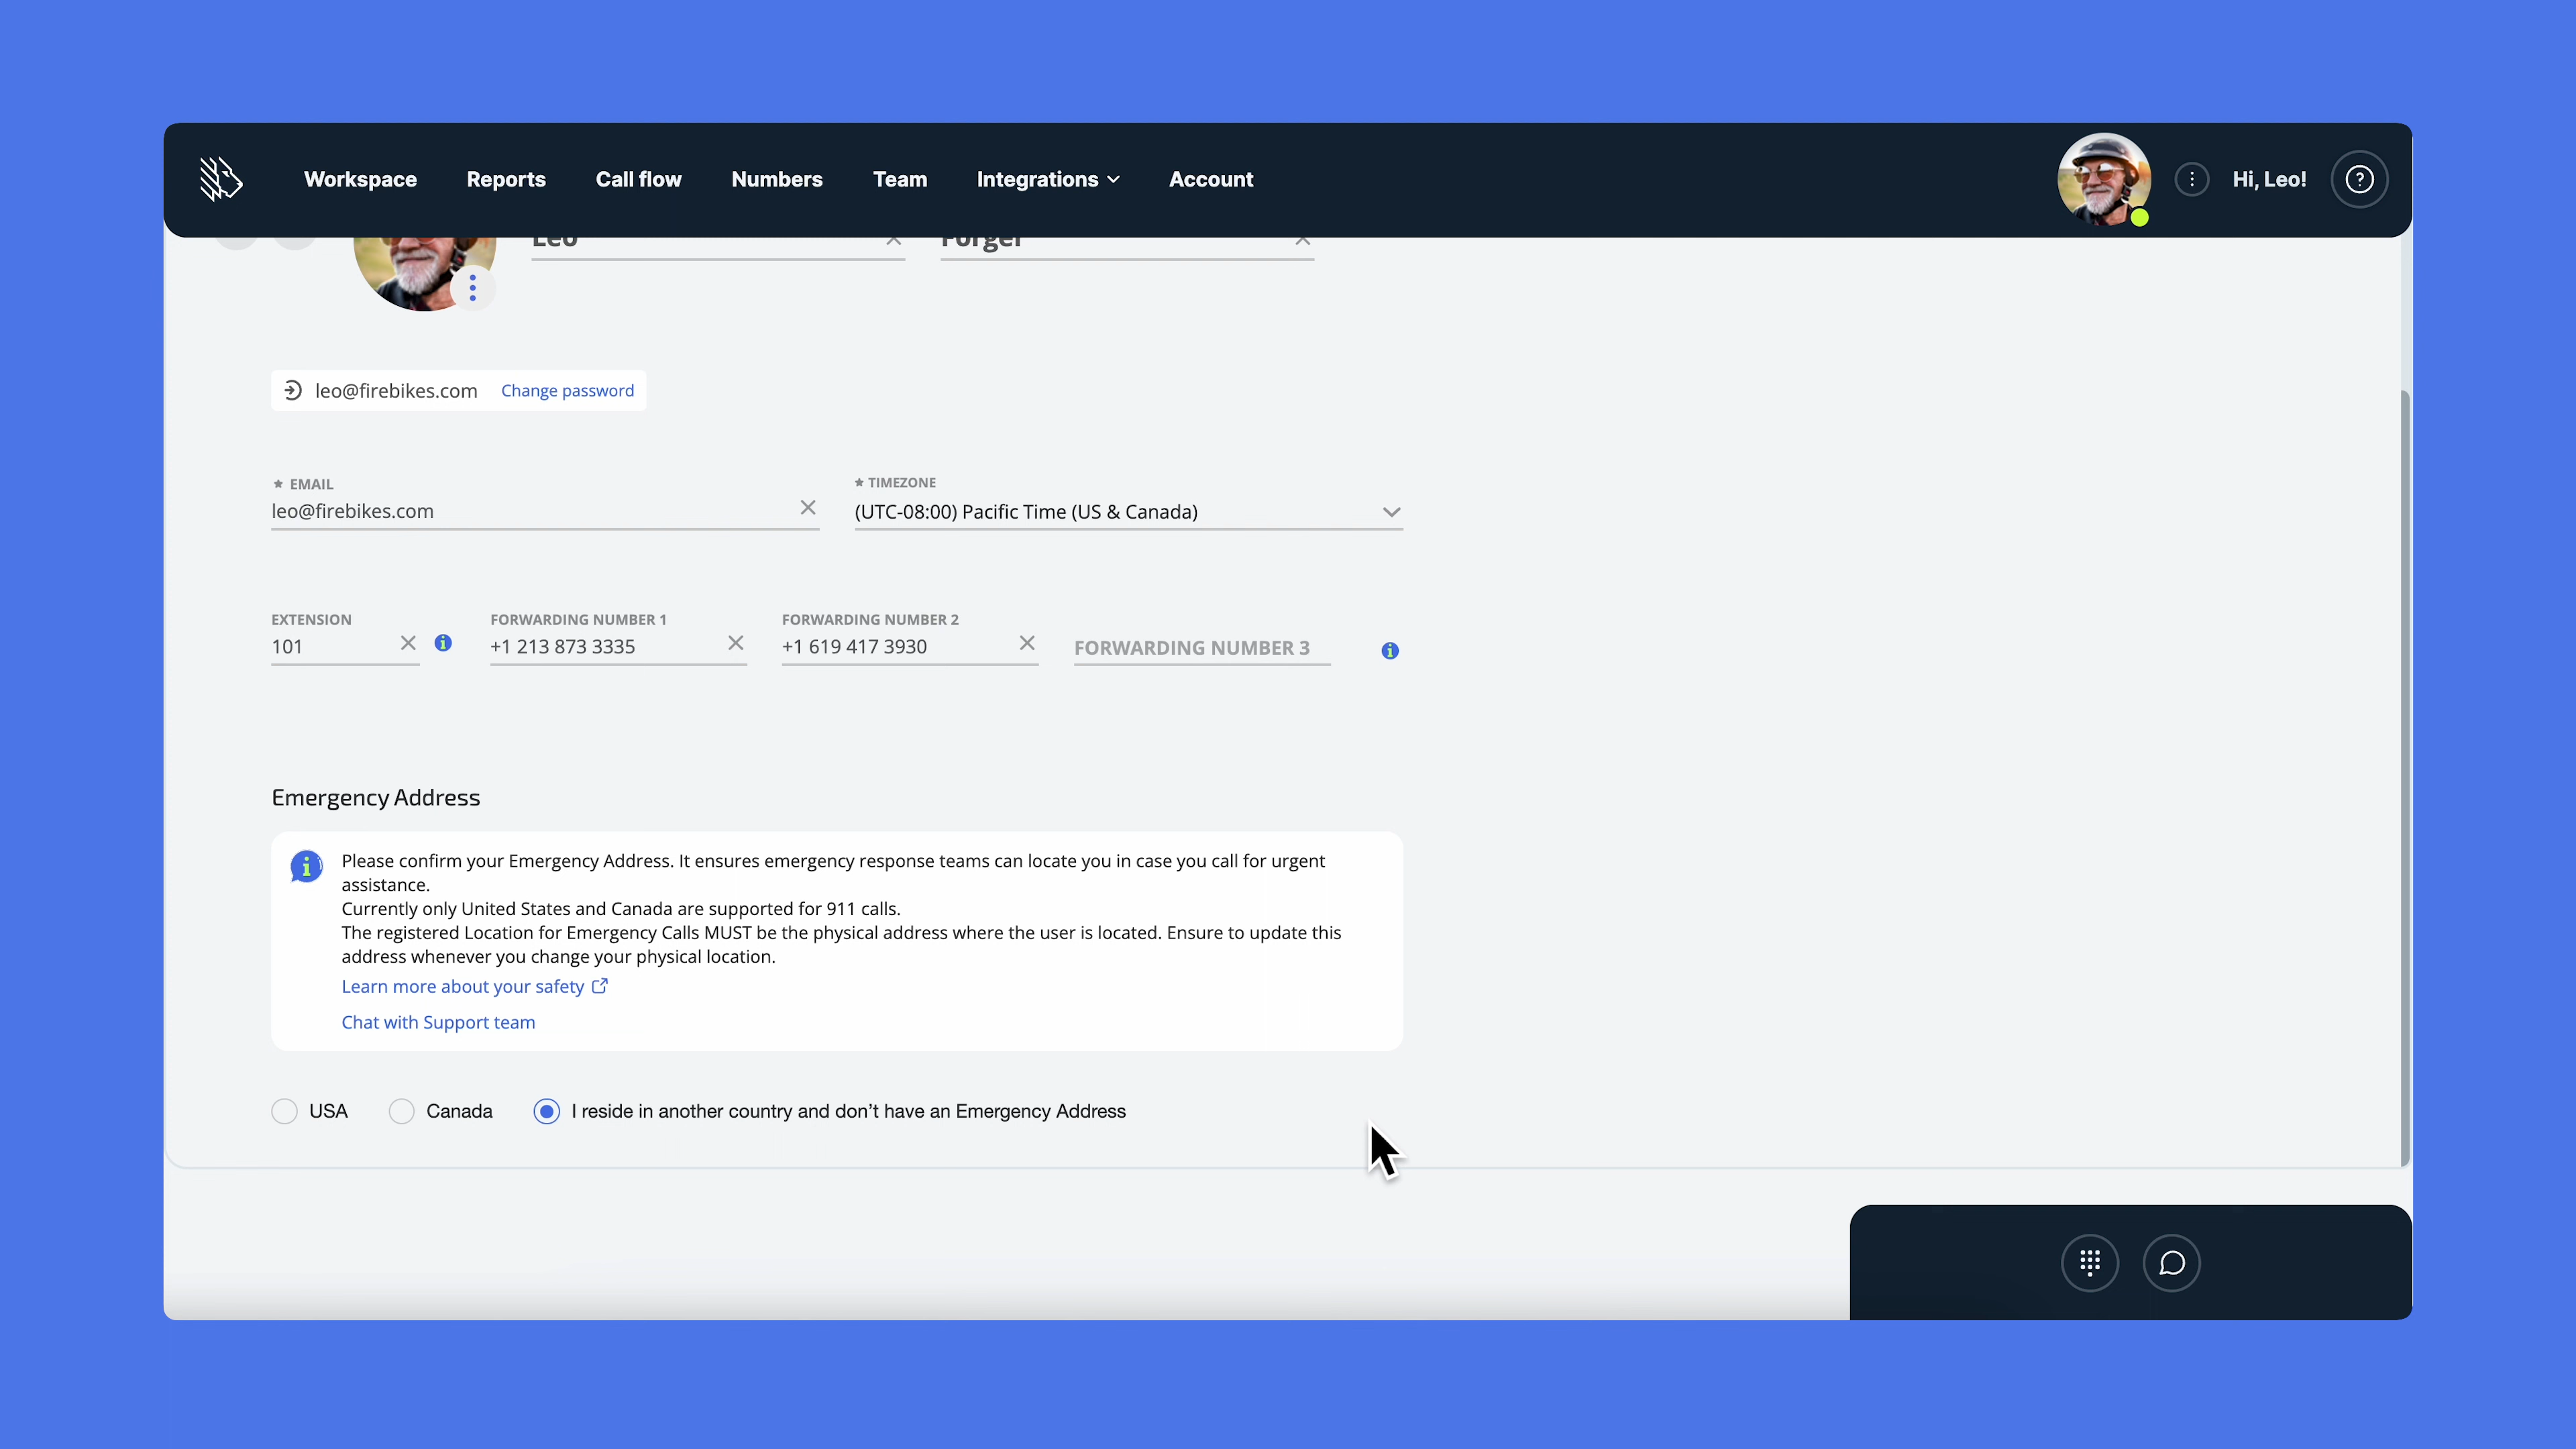 Workspace Reports Call flow Numbers Team Integrations Account Hi, Leo!
Leo Forger
leo@firebikes.com Change password
* EMAIL * TIMEZONE
leo@firebikes.com (UTC-08:00) Pacific Time (US & Canada)
EXTENSION FORWARDING NUMBER 1 FORWARDING NUMBER 2
101 +1 213 873 3335 +1 619 417 3930 FORWARDING NUMBER 3
Emergency Address
Please confirm your Emergency Address. It ensures emergency response teams can locate you in case you call for urgent
assistance.
Currently only United States and Canada are supported for 911 calls.
The registered Location for Emergency Calls MUST be the physical address where the user is located. Ensure to update this
address whenever you change your physical location.
Learn more about your safety
Chat with Support team
USA Canada I reside in another country and don’t have an Emergency Address